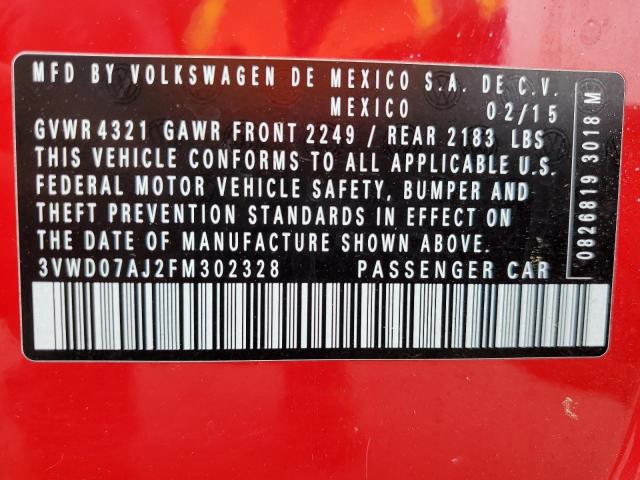 MFD BY VOLKSWAGEN DE MEXICO S.A. DE C.V.
MEXICO 02/15
GVWR 4321 GAWR FRONT 2249 / REAR 2183 LBS
THIS VEHICLE CONFORMS TO ALL APPLICABLE U.S.
FEDERAL MOTOR VEHICLE SAFETY, BUMPER AND
THEFT PREVENTION STANDARDS IN EFFECT ON
THE DATE OF MANUFACTURE SHOWN ABOVE.
3VWD07AJ2FM302328 PASSENGER CAR
0826819 3018 M